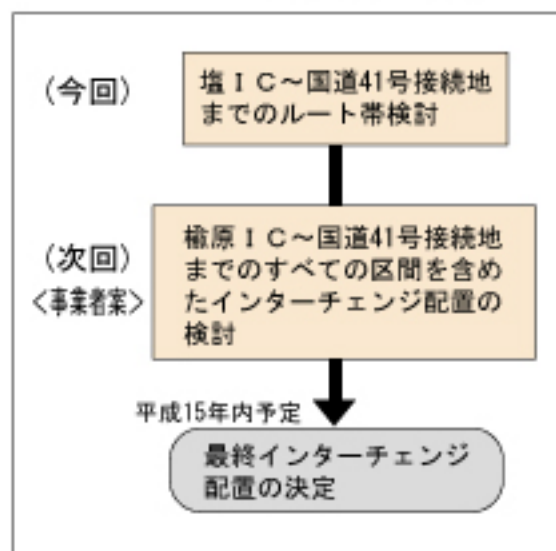 (今回)
塩ＩＣ～国道41号接続地
までのルート帯検討
(次回)
＜事業者案＞
楡原ＩＣ～国道41号接続地
までのすべての区間を含め
たインターチェンジ配置の
検討
平成15年内予定
最終インターチェンジ
配置の決定